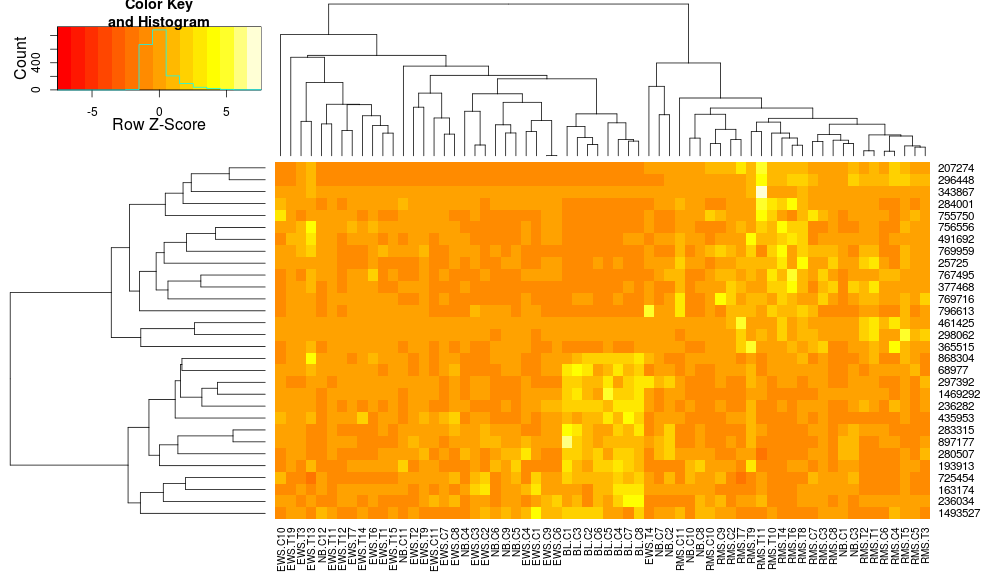 Color Key
and Histogram
Count
0 400
-5 0 5
Row Z-Score
207274
296448
343867
284001
755750
756556
491692
769959
25725
767495
377468
769716
796613
461425
298062
365515
868304
68977
297392
1469292
236282
435953
283315
897177
280507
193913
725454
163174
236034
1493527
EWS.C10
EWS.T19
EWS.T3
EWS.T13
NB.C12
EWS.T11
EWS.T12
EWS.T7
EWS.T14
EWS.T6
EWS.T1
EWS.T15
NB.C11
EWS.T2
EWS.T9
EWS.C11
EWS.C7
EWS.C8
NB.C4
EWS.C3
EWS.C2
NB.C6
NB.C9
NB.C5
EWS.C4
EWS.C1
EWS.C9
EWS.C6
BL.C1
BL.C3
BL.C2
BL.C6
BL.C5
BL.C4
BL.C7
BL.C8
EWS.T4
NB.C7
NB.C2
RMS.C11
NB.C10
NB.C8
RMS.C10
RMS.C9
RMS.C2
RMS.T7
RMS.T9
RMS.T11
RMS.T10
RMS.T4
RMS.T6
RMS.T8
RMS.C7
RMS.C3
RMS.C8
NB.C1
NB.C3
RMS.T2
RMS.T1
RMS.C6
RMS.C4
RMS.T5
RMS.C5
RMS.T3